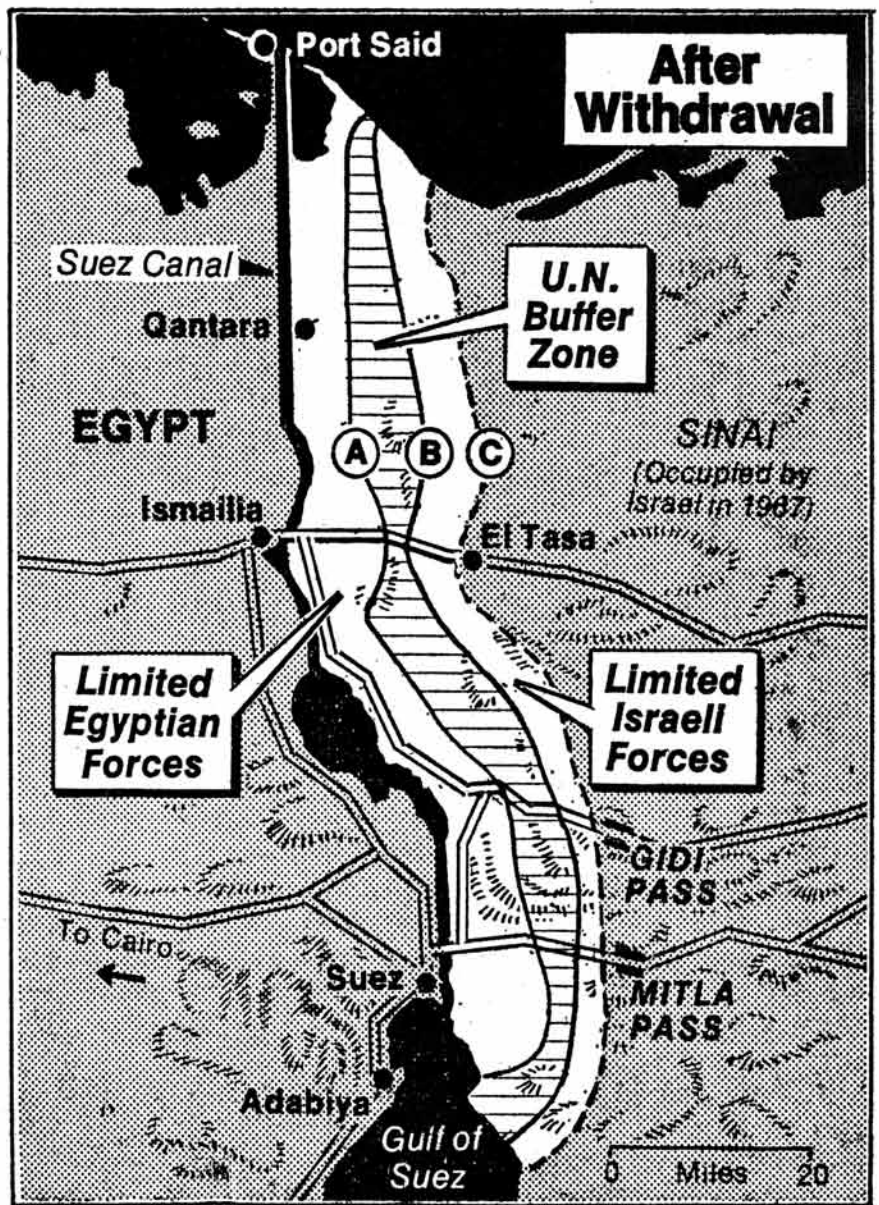 Port Said
After
Withdrawal
Suez Canal
U.N.
Buffer
Zone
Qantara
EGYPT
SINAI
(Occupied by
Israel in 1967)
A B C
Ismailia
El Tasa
Limited
Egyptian
Forces
Limited
Israeli
Forces
GIDI
PASS
To Cairo
Suez
MITLA
PASS
Adabiya
Gulf of
Suez
0 Miles 20